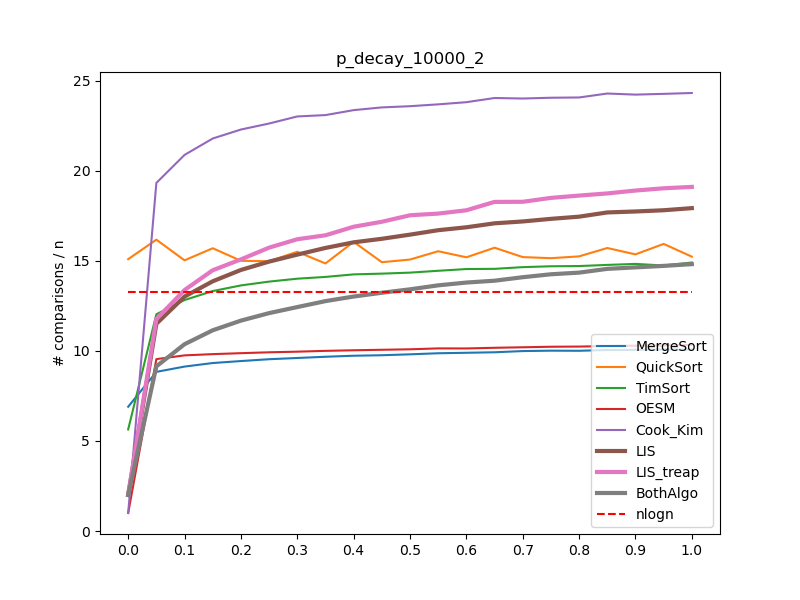 p_decay_10000_2
# comparisons / n
25
20
15
10
5
0
0.0 0.1 0.2 0.3 0.4 0.5 0.6 0.7 0.8 0.9 1.0
MergeSort
QuickSort
TimSort
OESM
Cook_Kim
LIS
LIS_treap
BothAlgo
nlogn